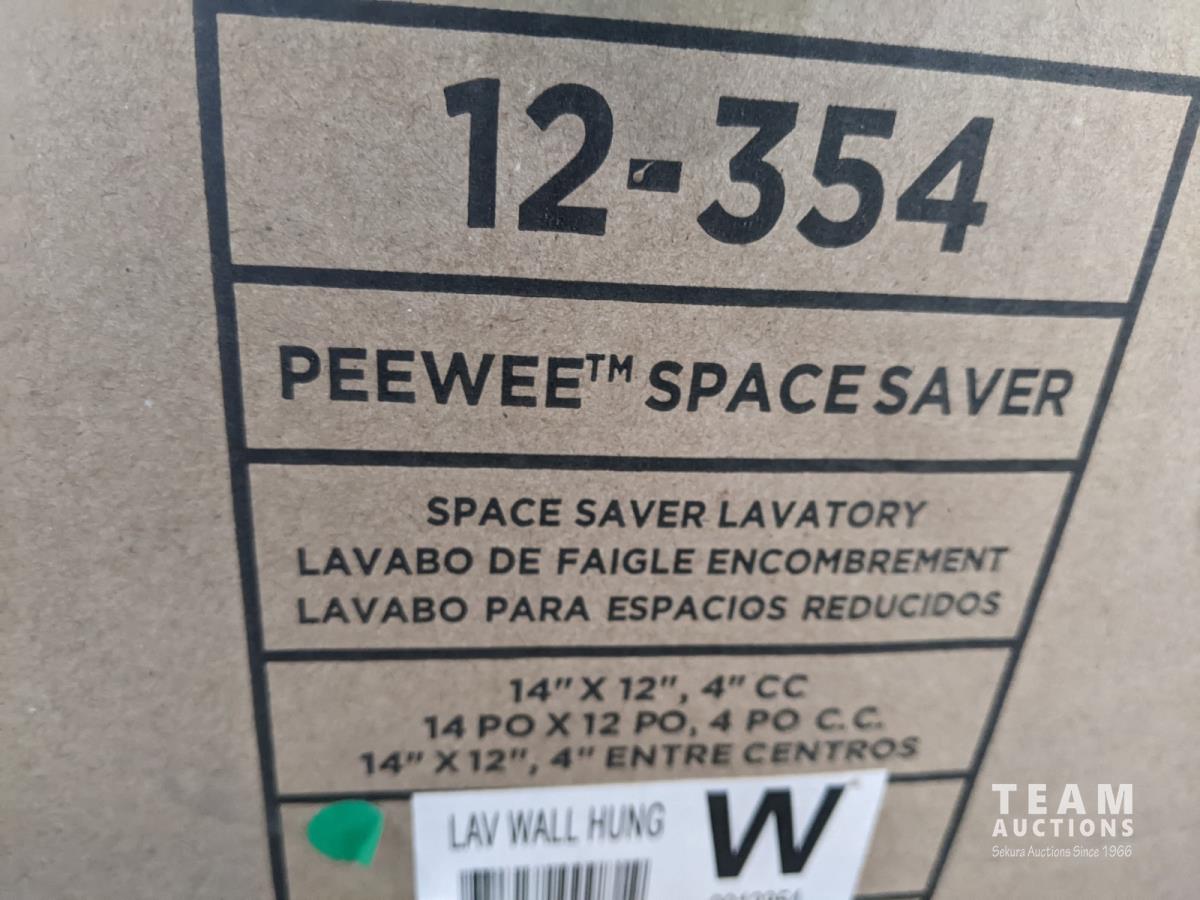 12-354
PEEWEE™ SPACE SAVER
SPACE SAVER LAVATORY
LAVABO DE FAIGLE ENCOMBREMENT
LAVABO PARA ESPACIOS REDUCIDOS
14" X 12", 4" CC
14 PO X 12 PO, 4 PO C.C.
14" X 12", 4" ENTRE CENTROS
LAV WALL HUNG W
TEAM
AUCTIONS
Sekura Auctions Since 1966